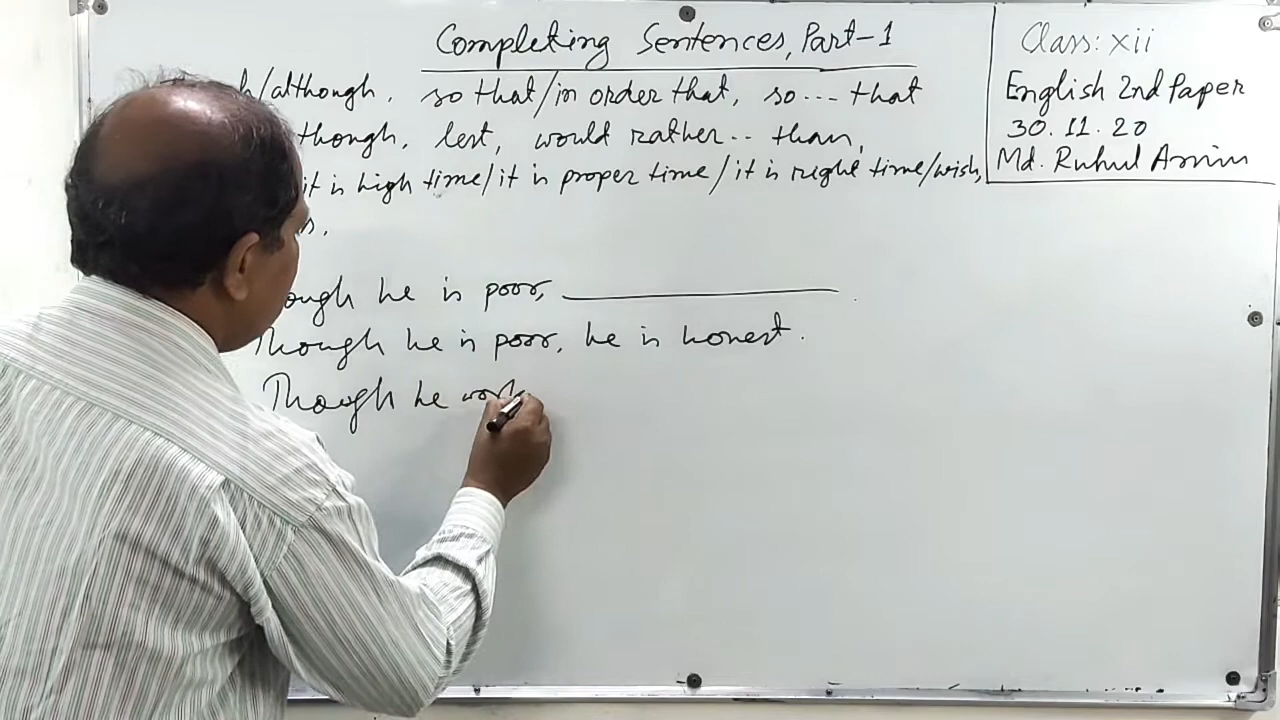 Completing Sentences, Part-1
h/although, so that/in order that, so ... that
though, lest, would rather .. than,
it is high time/it is proper time/it is right time/wish,
s,
ough he is poor, ____________.
Though he is poor, he is honest.
Though he work
Class: xii
English 2nd Paper
30.11.20
Md. Ruhul Amin